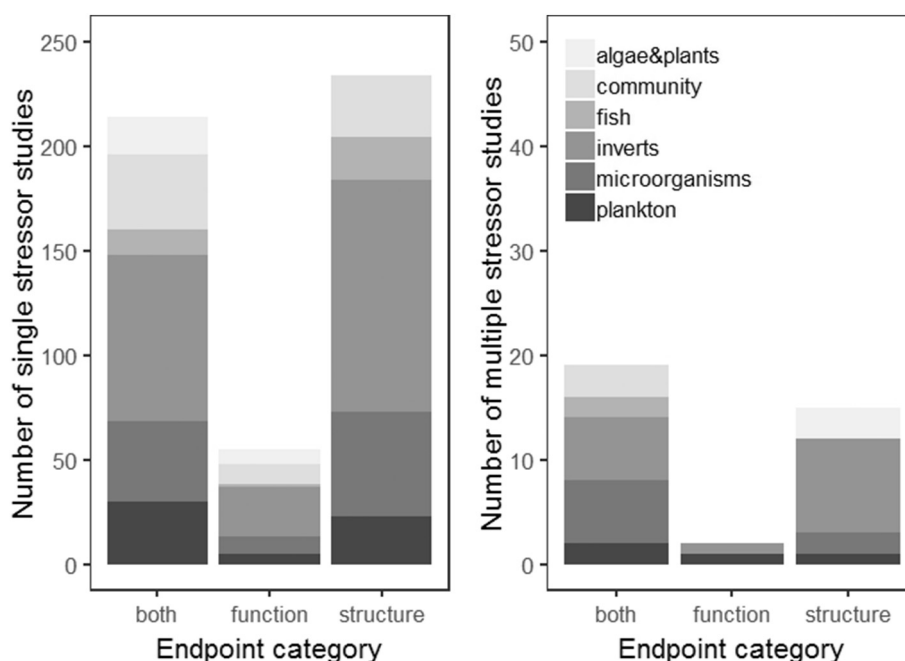 Number of single stressor studies
250
200
150
100
50
0
both function structure
Endpoint category
Number of multiple stressor studies
50
40
30
20
10
0
algae&plants
community
fish
inverts
microorganisms
plankton
both function structure
Endpoint category